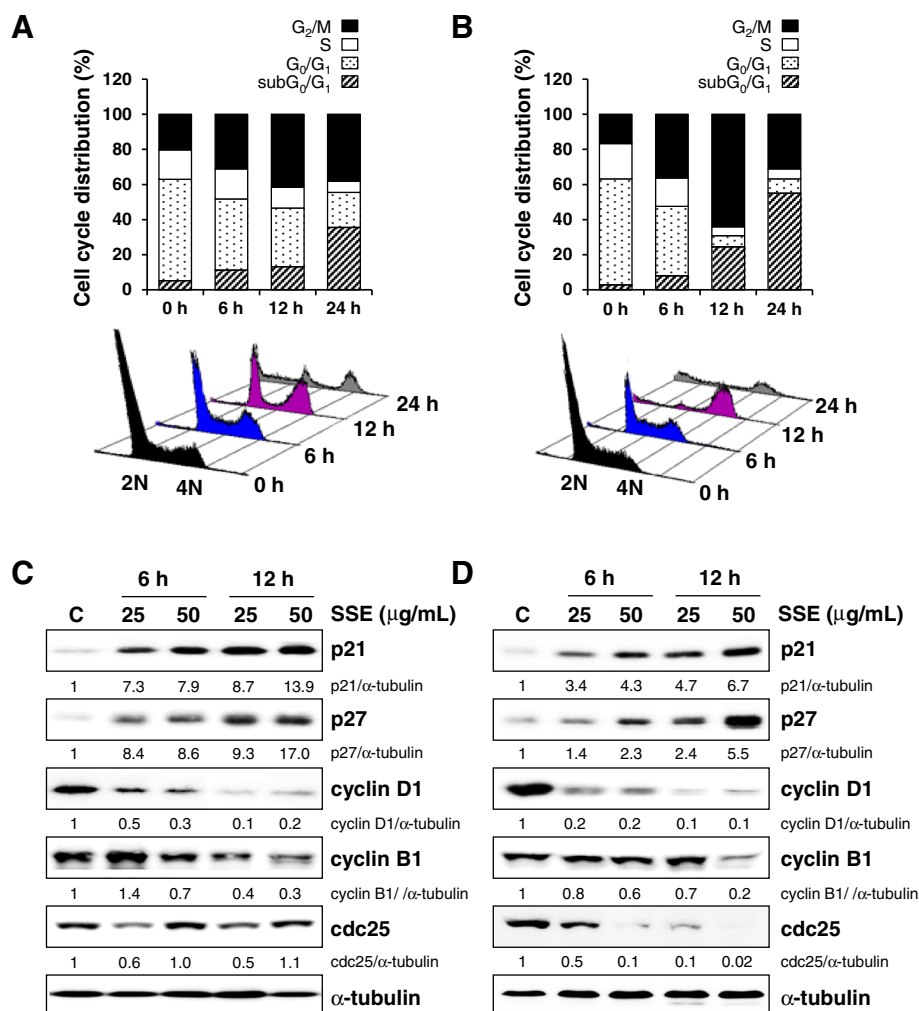 A
G2/M
S
G0/G1
subG0/G1
Cell cycle distribution (%)
120
100
80
60
40
20
0
0 h 6 h 12 h 24 h
2N 4N 0 h 6 h 12 h 24 h
B
G2/M
S
G0/G1
subG0/G1
Cell cycle distribution (%)
120
100
80
60
40
20
0
0 h 6 h 12 h 24 h
2N 4N 0 h 6 h 12 h 24 h
C
6 h 12 h
C 25 50 25 50 SSE (μg/mL)
p21
1 7.3 7.9 8.7 13.9 p21/α-tubulin
p27
1 8.4 8.6 9.3 17.0 p27/α-tubulin
cyclin D1
1 0.5 0.3 0.1 0.2 cyclin D1/α-tubulin
cyclin B1
1 1.4 0.7 0.4 0.3 cyclin B1/ /α-tubulin
cdc25
1 0.6 1.0 0.5 1.1 cdc25/α-tubulin
α-tubulin
D
6 h 12 h
C 25 50 25 50 SSE (μg/mL)
p21
1 3.4 4.3 4.7 6.7 p21/α-tubulin
p27
1 1.4 2.3 2.4 5.5 p27/α-tubulin
cyclin D1
1 0.2 0.2 0.1 0.1 cyclin D1/α-tubulin
cyclin B1
1 0.8 0.6 0.7 0.2 cyclin B1/ /α-tubulin
cdc25
1 0.5 0.1 0.1 0.02 cdc25/α-tubulin
α-tubulin